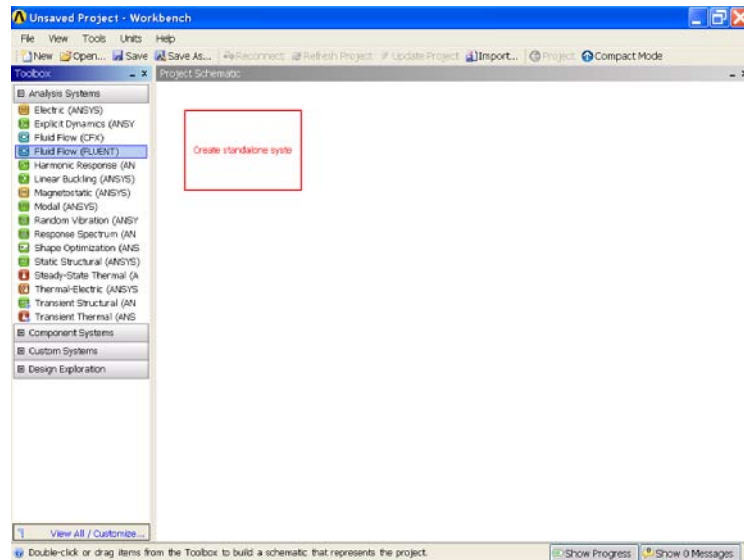 Unsaved Project - Workbench
File View Tools Units Help
New Open... Save Save As... Reconnect Refresh Project Update Project Import... Project Compact Mode
Toolbox Project Schematic
Analysis Systems
Electric (ANSYS)
Explicit Dynamics (ANSY
Fluid Flow (CFX)
Fluid Flow (FLUENT)
Create standalone syste
Harmonic Response (AN
Linear Buckling (ANSYS)
Magnetostatic (ANSYS)
Modal (ANSYS)
Random Vibration (ANSY
Response Spectrum (AN
Shape Optimization (ANS
Static Structural (ANSYS)
Steady-State Thermal (A
Thermal-Electric (ANSYS
Transient Structural (AN
Transient Thermal (ANS
Component Systems
Custom Systems
Design Exploration
View All / Customize...
Double-click or drag items from the Toolbox to build a schematic that represents the project. Show Progress Show 0 Messages